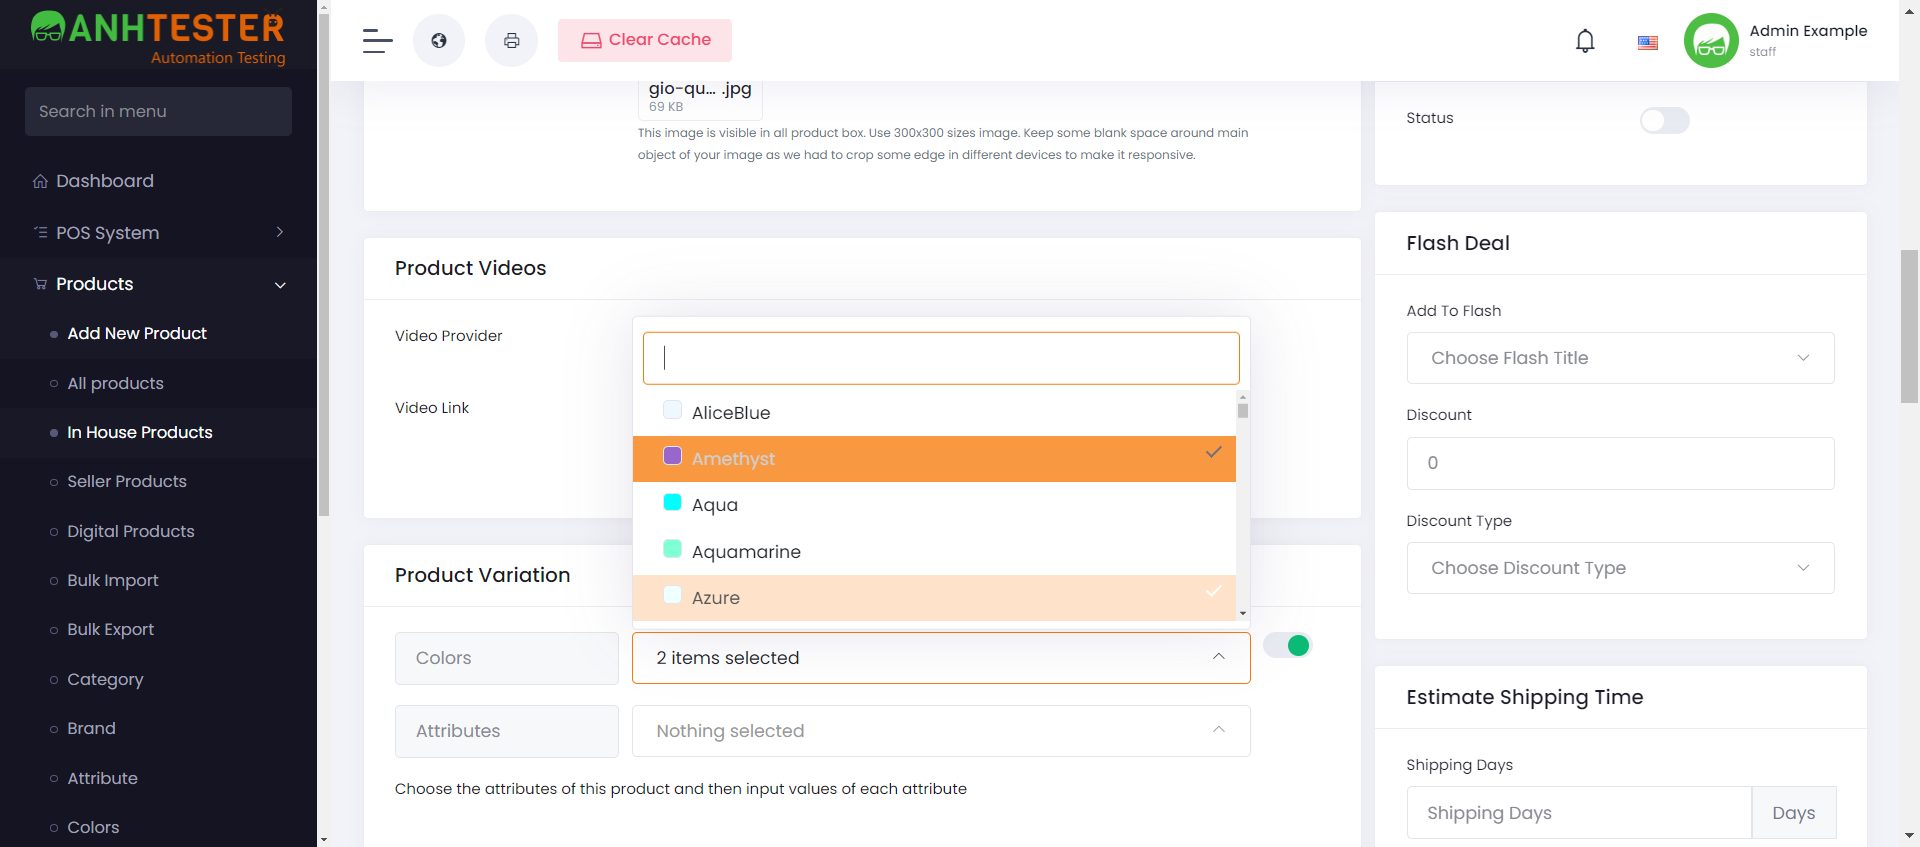 ANHTESTER
Automation Testing
Search in menu
Dashboard
POS System
Products
Add New Product
All products
In House Products
Seller Products
Digital Products
Bulk Import
Bulk Export
Category
Brand
Attribute
Colors
Clear Cache
Admin Example
staff
gio-qu... .jpg
69 KB
This image is visible in all product box. Use 300x300 sizes image. Keep some blank space around main
object of your image as we had to crop some edge in different devices to make it responsive.
Product Videos
Video Provider
Video Link
AliceBlue
Amethyst
Aqua
Aquamarine
Azure
Product Variation
Colors
2 items selected
Attributes
Nothing selected
Choose the attributes of this product and then input values of each attribute
Status
Flash Deal
Add To Flash
Choose Flash Title
Discount
0
Discount Type
Choose Discount Type
Estimate Shipping Time
Shipping Days
Shipping Days
Days